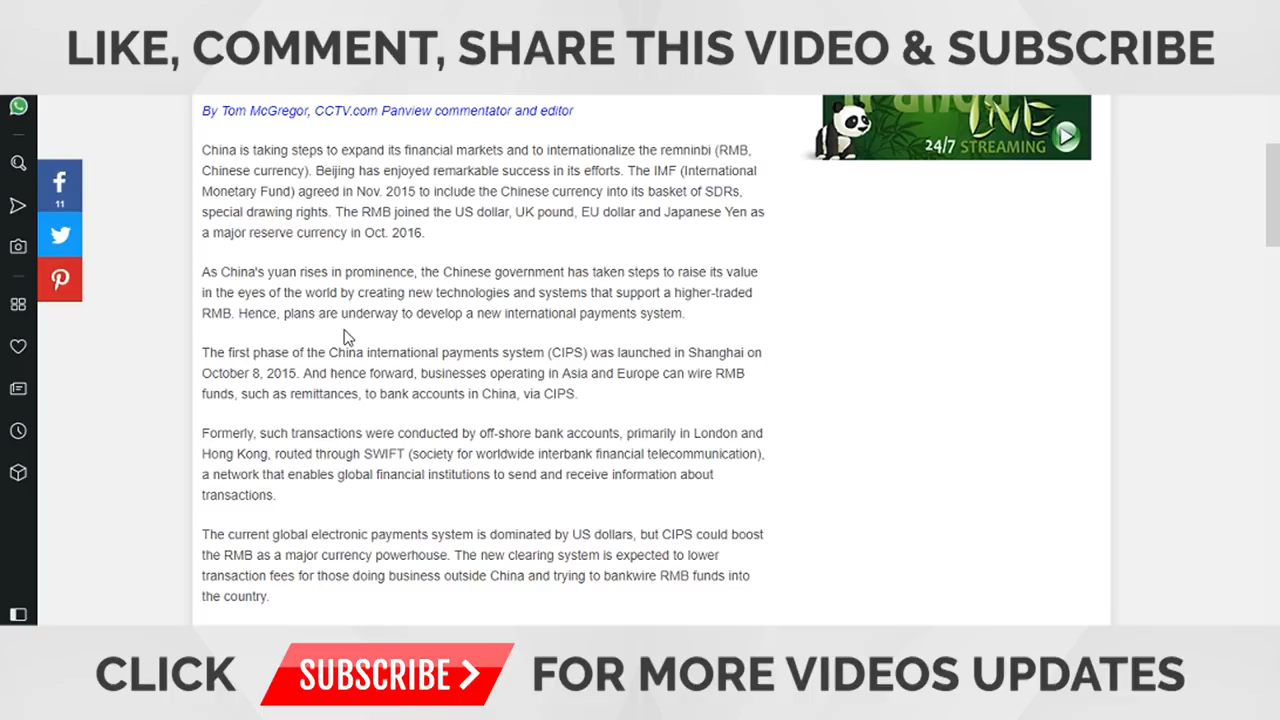 LIKE, COMMENT, SHARE THIS VIDEO & SUBSCRIBE
By Tom McGregor, CCTV.com Panview commentator and editor
China is taking steps to expand its financial markets and to internationalize the remninbi (RMB,
Chinese currency). Beijing has enjoyed remarkable success in its efforts. The IMF (International
Monetary Fund) agreed in Nov. 2015 to include the Chinese currency into its basket of SDRs,
special drawing rights. The RMB joined the US dollar, UK pound, EU dollar and Japanese Yen as
a major reserve currency in Oct. 2016.
As China's yuan rises in prominence, the Chinese government has taken steps to raise its value
in the eyes of the world by creating new technologies and systems that support a higher-traded
RMB. Hence, plans are underway to develop a new international payments system.
The first phase of the China international payments system (CIPS) was launched in Shanghai on
October 8, 2015. And hence forward, businesses operating in Asia and Europe can wire RMB
funds, such as remittances, to bank accounts in China, via CIPS.
Formerly, such transactions were conducted by off-shore bank accounts, primarily in London and
Hong Kong, routed through SWIFT (society for worldwide interbank financial telecommunication),
a network that enables global financial institutions to send and receive information about
transactions.
The current global electronic payments system is dominated by US dollars, but CIPS could boost
the RMB as a major currency powerhouse. The new clearing system is expected to lower
transaction fees for those doing business outside China and trying to bankwire RMB funds into
the country.
LIVE
24/7 STREAMING
11
CLICK SUBSCRIBE FOR MORE VIDEOS UPDATES